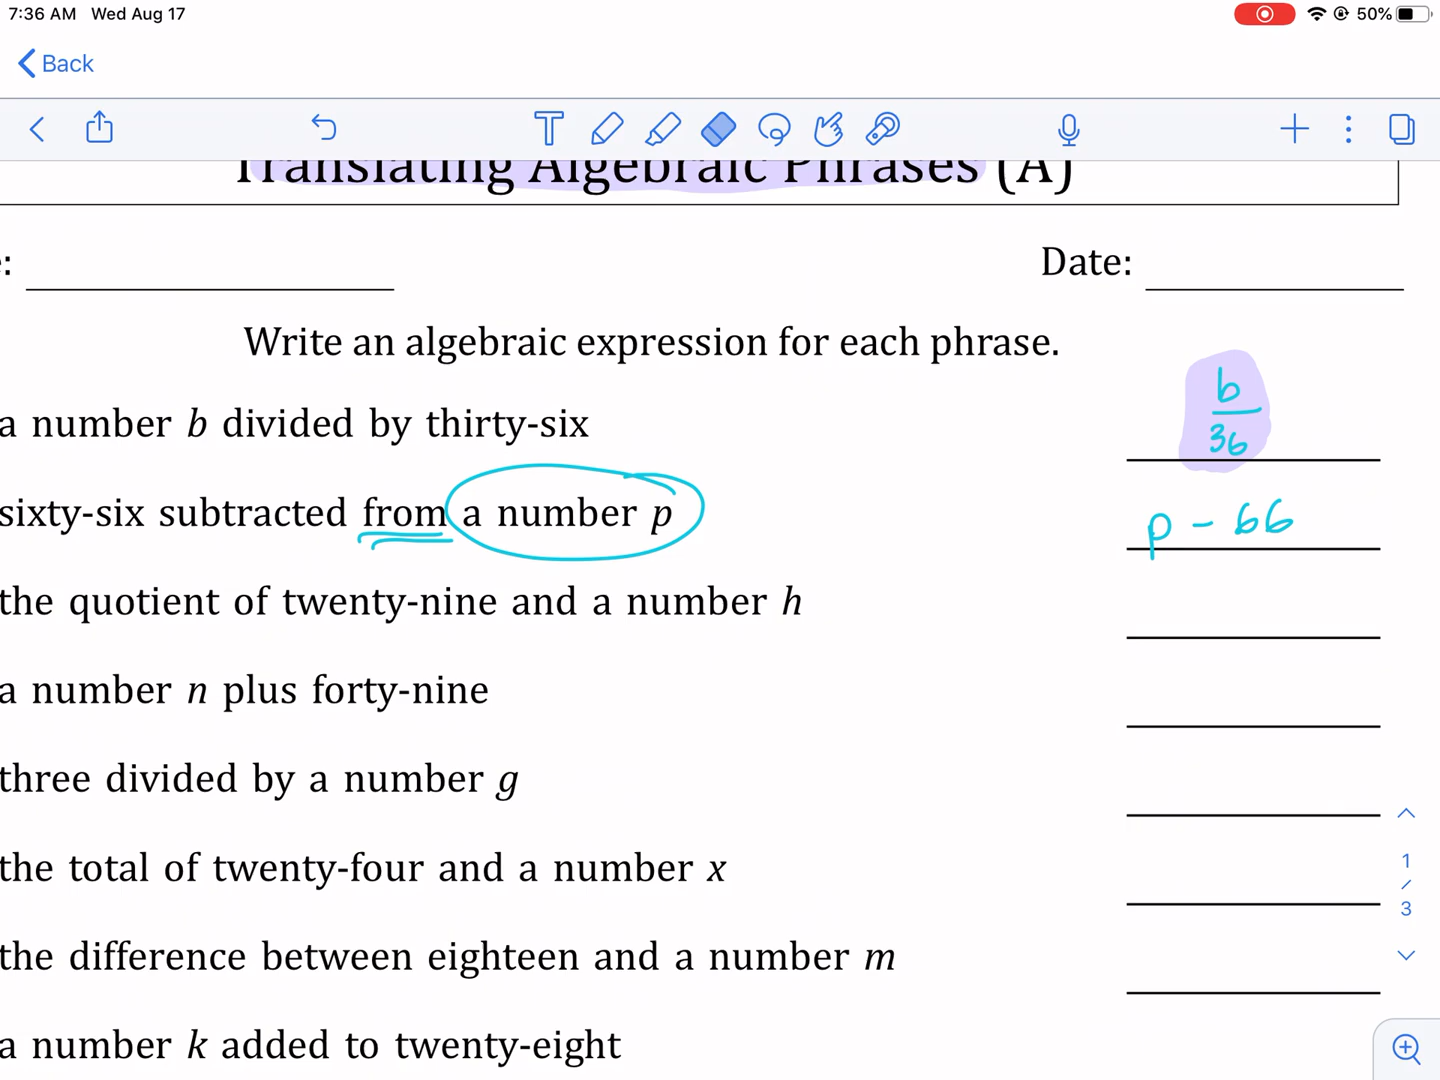 7:36 AM Wed Aug 17
50%
Back
Translating Algebraic Phrases (A)
e:
Date:
Write an algebraic expression for each phrase.
a number b divided by thirty-six
b
36
sixty-six subtracted from a number p
p - 66
the quotient of twenty-nine and a number h
a number n plus forty-nine
three divided by a number g
the total of twenty-four and a number x
1
/
3
the difference between eighteen and a number m
a number k added to twenty-eight